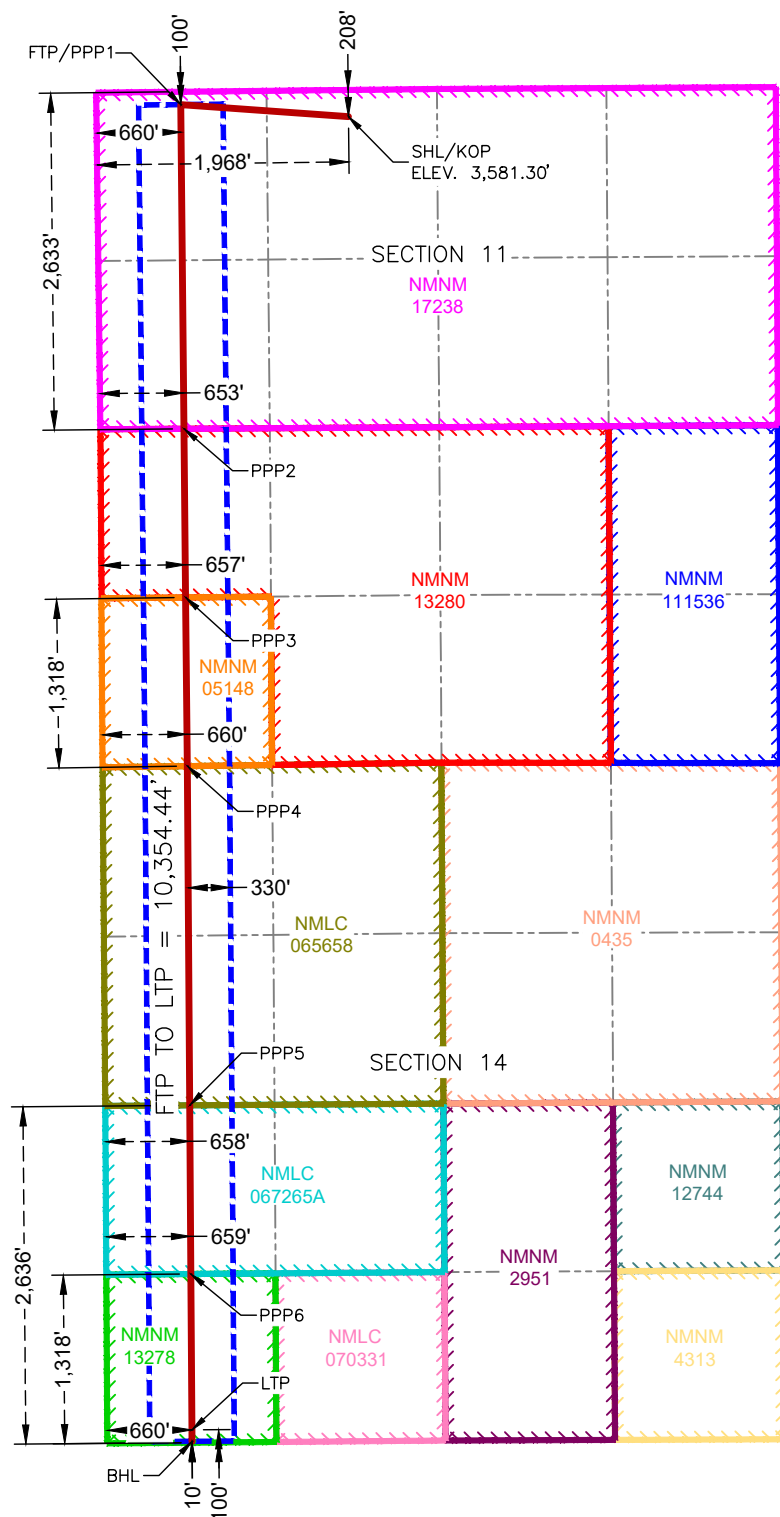 100'
208'
FTP/PPP1
660'
SHL/KOP
ELEV. 3,581.30'
1,968'
2,633'
SECTION 11
NMNM
17238
653'
PPP2
657'
NMNM
13280
NMNM
111536
PPP3
1,318'
NMNM
05148
660'
PPP4
FTP TO LTP = 10,354.44'
330'
NMLC
065658
NMNM
0435
PPP5
SECTION 14
658'
NMLC
067265A
NMNM
12744
659'
2,636'
NMNM
2951
PPP6
1,318'
NMNM
13278
NMLC
070331
NMNM
4313
LTP
660'
BHL
10'
100'